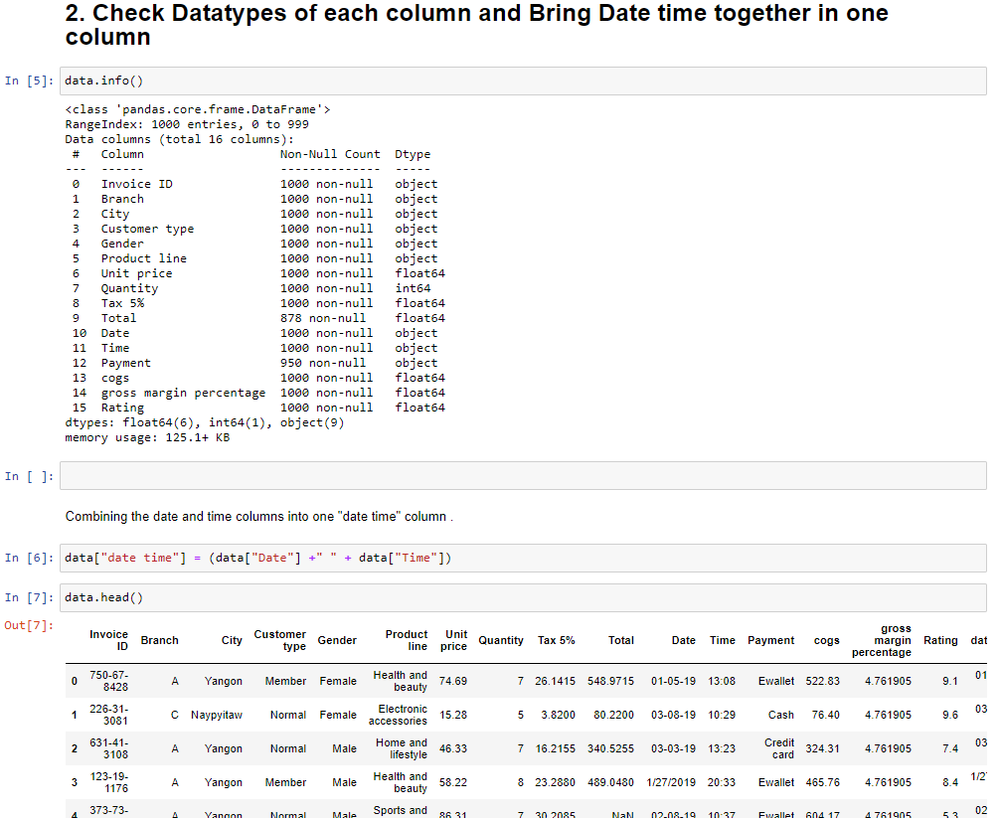 2. Check Datatypes of each column and Bring Date time together in one
column
In [5]: data.info()
<class 'pandas.core.frame.DataFrame'>
RangeIndex: 1000 entries, 0 to 999
Data columns (total 16 columns):
# Column Non-Null Count Dtype
--- ------ -------------- -----
0 Invoice ID 1000 non-null object
1 Branch 1000 non-null object
2 City 1000 non-null object
3 Customer type 1000 non-null object
4 Gender 1000 non-null object
5 Product line 1000 non-null object
6 Unit price 1000 non-null float64
7 Quantity 1000 non-null int64
8 Tax 5% 1000 non-null float64
9 Total 878 non-null float64
10 Date 1000 non-null object
11 Time 1000 non-null object
12 Payment 950 non-null object
13 cogs 1000 non-null float64
14 gross margin percentage 1000 non-null float64
15 Rating 1000 non-null float64
dtypes: float64(6), int64(1), object(9)
memory usage: 125.1+ KB
In [ ]:
Combining the date and time columns into one "date time" column .
In [6]: data["date time"] = (data["Date"] +" " + data["Time"])
In [7]: data.head()
Out[7]:
Invoice ID Branch City Customer type Gender Product line Unit price Quantity Tax 5% Total Date Time Payment cogs gross margin percentage Rating dat
0 750-67-8428 A Yangon Member Female Health and beauty 74.69 7 26.1415 548.9715 01-05-19 13:08 Ewallet 522.83 4.761905 9.1 01
1 226-31-3081 C Naypyitaw Normal Female Electronic accessories 15.28 5 3.8200 80.2200 03-08-19 10:29 Cash 76.40 4.761905 9.6 03
2 631-41-3108 A Yangon Normal Male Home and lifestyle 46.33 7 16.2155 340.5255 03-03-19 13:23 Credit card 324.31 4.761905 7.4 03
3 123-19-1176 A Yangon Member Male Health and beauty 58.22 8 23.2880 489.0480 1/27/2019 20:33 Ewallet 465.76 4.761905 8.4 1/2
4 373-73- A Yangon Normal Male Sports and 86.31 7 30.2085 NaN 02-08-19 10:37 Ewallet 604.17 4.761905 5.3 02